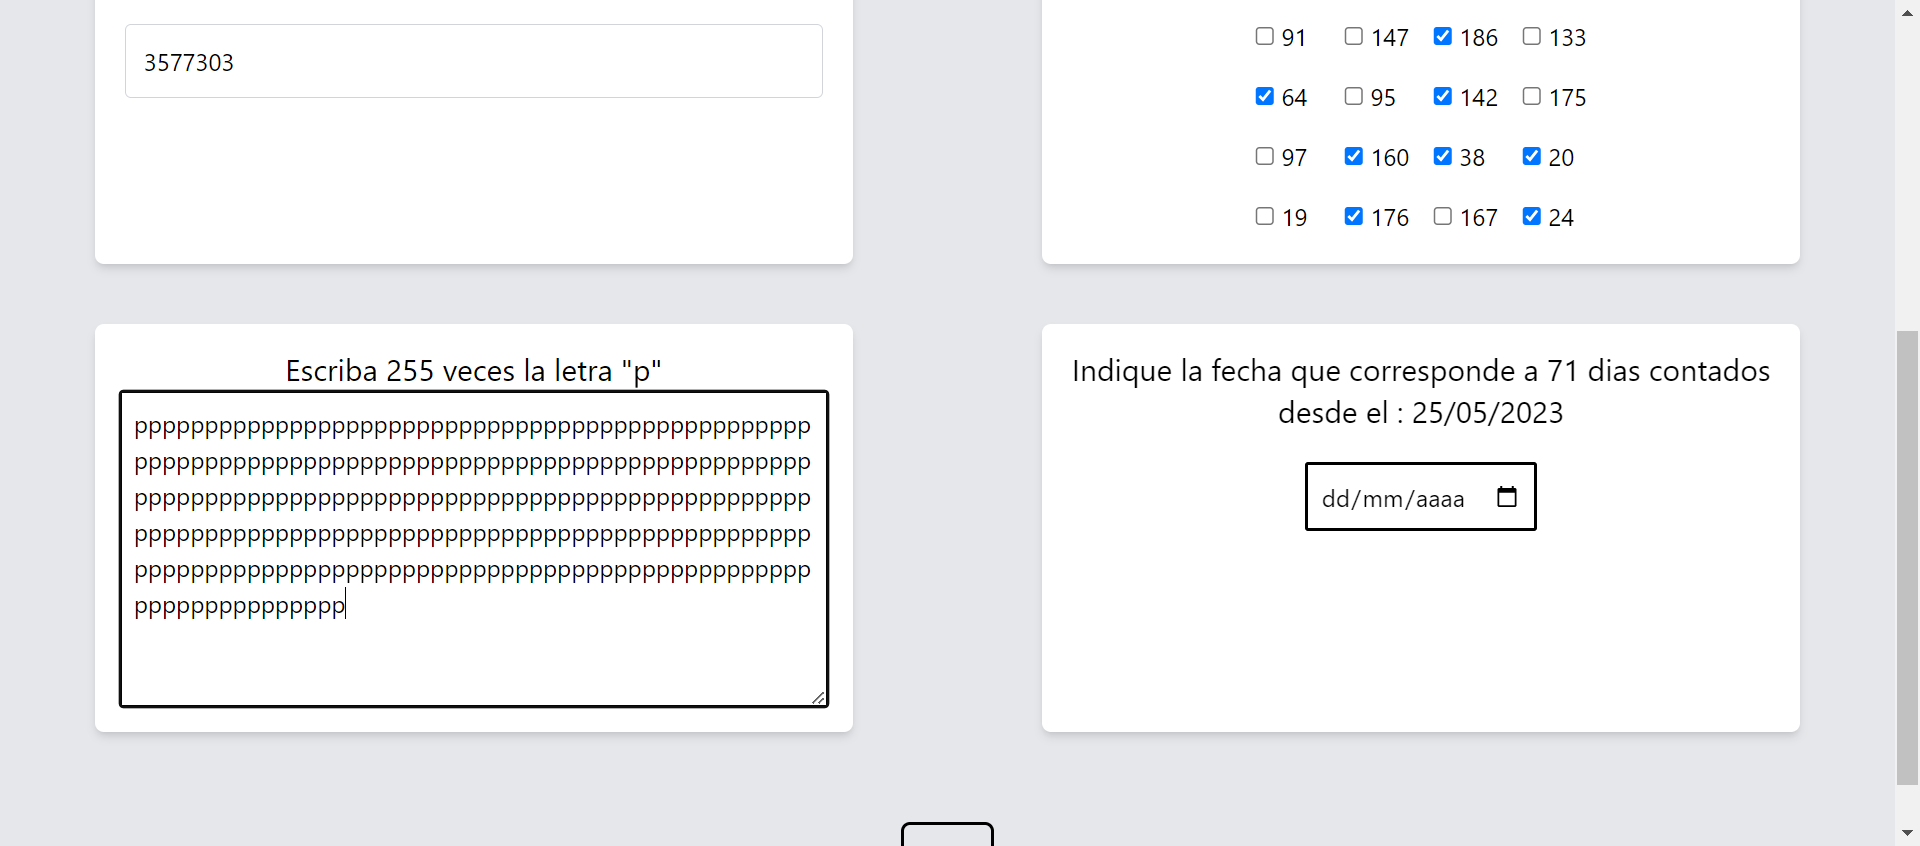 3577303
91 147 186 133
64 95 142 175
97 160 38 20
19 176 167 24
Escriba 255 veces la letra "p"
pppppppppppppppppppppppppppppppppppppppppppppppp
pppppppppppppppppppppppppppppppppppppppppppppppp
pppppppppppppppppppppppppppppppppppppppppppppppp
pppppppppppppppppppppppppppppppppppppppppppppppp
pppppppppppppppppppppppppppppppppppppppppppppppp
ppppppppppppppp
Indique la fecha que corresponde a 71 dias contados
desde el : 25/05/2023
dd/mm/aaaa